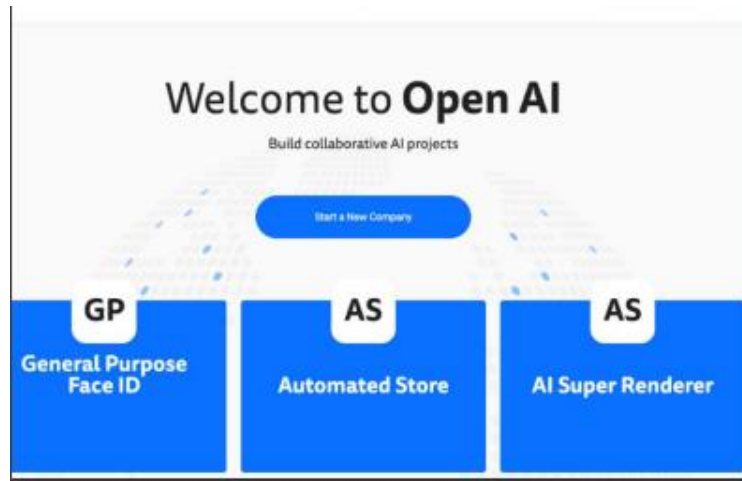 Welcome to Open AI
Build collaborative AI projects
Start a New Company
GP
General Purpose
Face ID
AS
Automated Store
AS
AI Super Renderer